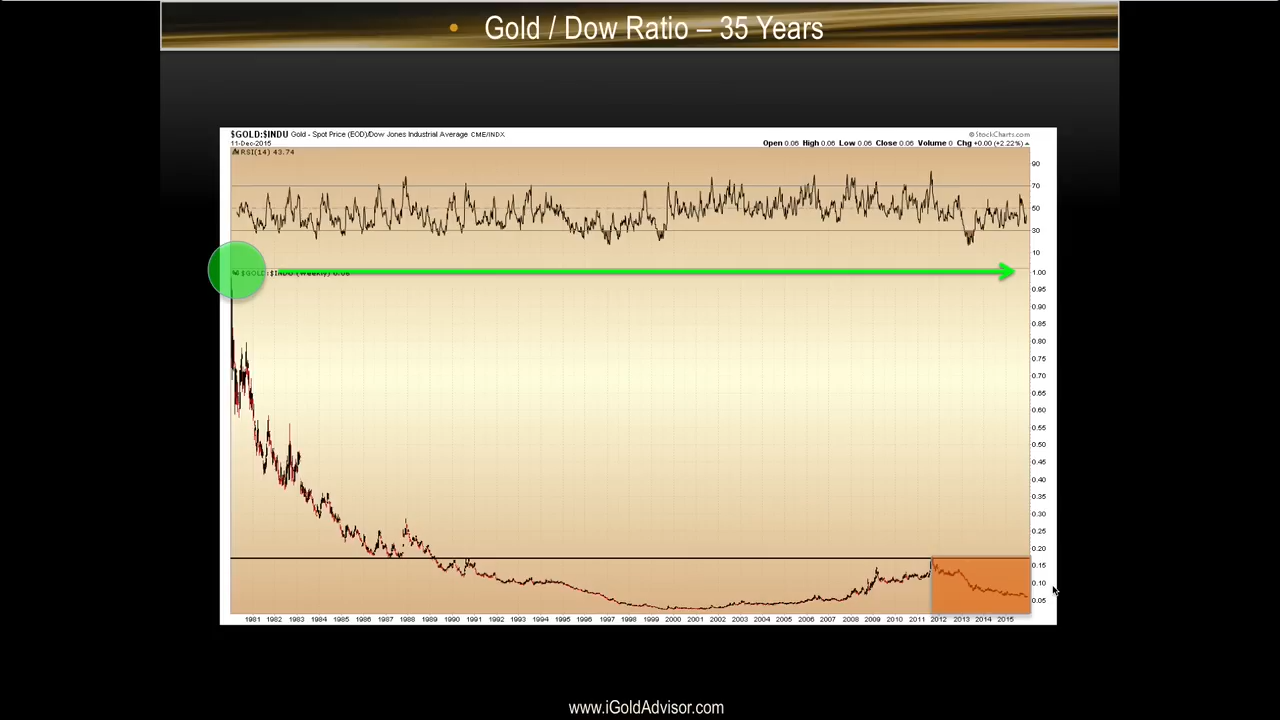 • Gold / Dow Ratio – 35 Years
$GOLD:$INDU Gold - Spot Price (EOD)/Dow Jones Industrial Average CME/INDX
© StockCharts.com
11-Dec-2015
Open 0.06 High 0.06 Low 0.06 Close 0.06 Volume 0 Chg +0.00 (+2.22%)
RSI(14) 43.74
90
70
50
30
10
$GOLD:$INDU (Weekly) 0.06
1.00
0.95
0.90
0.85
0.80
0.75
0.70
0.65
0.60
0.55
0.50
0.45
0.40
0.35
0.30
0.25
0.20
0.15
0.10
0.05
1981 1982 1983 1984 1985 1986 1987 1988 1989 1990 1991 1992 1993 1994 1995 1996 1997 1998 1999 2000 2001 2002 2003 2004 2005 2006 2007 2008 2009 2010 2011 2012 2013 2014 2015
www.iGoldAdvisor.com